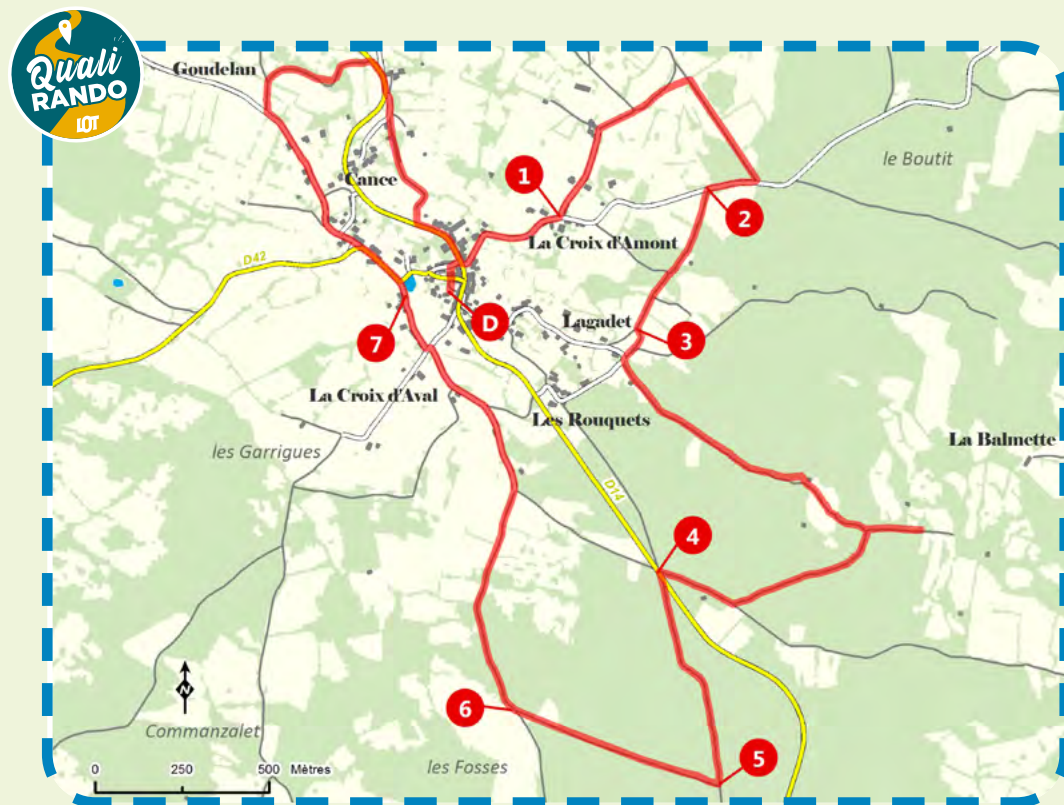 Quali
RANDO
LOT
Goudelan
le Boutit
Cance
1
2
La Croix d'Amont
D42
D
Lagadet
3
7
La Croix d'Aval
Les Rouquets
les Garrigues
La Balmette
D14
4
6
Commanzalet
N
les Fosses
5
0 250 500 Mètres